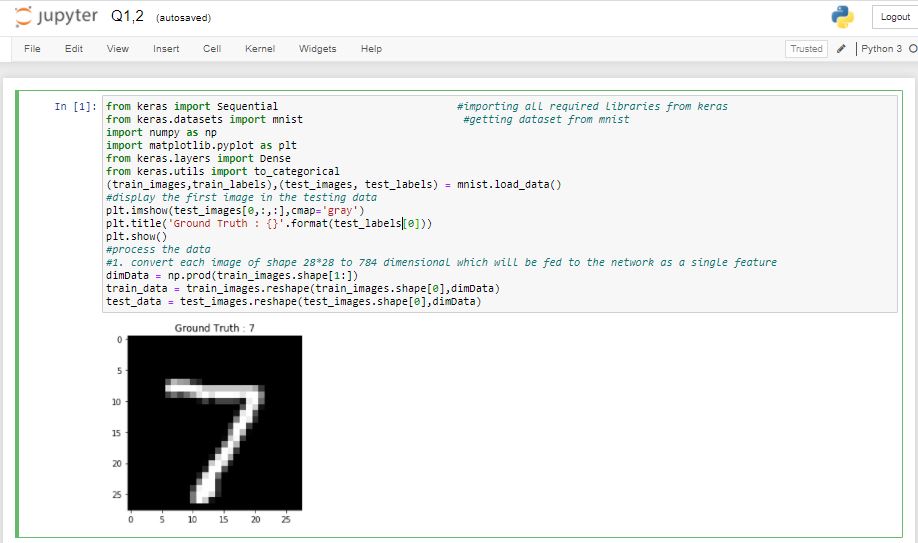 jupyter Q1,2 (autosaved)
Logout
File Edit View Insert Cell Kernel Widgets Help
Trusted Python 3
In [1]:
from keras import Sequential #importing all required libraries from keras
from keras.datasets import mnist #getting dataset from mnist
import numpy as np
import matplotlib.pyplot as plt
from keras.layers import Dense
from keras.utils import to_categorical
(train_images,train_labels),(test_images, test_labels) = mnist.load_data()
#display the first image in the testing data
plt.imshow(test_images[0,:,:],cmap='gray')
plt.title('Ground Truth : {}'.format(test_labels[0]))
plt.show()
#process the data
#1. convert each image of shape 28*28 to 784 dimensional which will be fed to the network as a single feature
dimData = np.prod(train_images.shape[1:])
train_data = train_images.reshape(train_images.shape[0],dimData)
test_data = test_images.reshape(test_images.shape[0],dimData)
Ground Truth : 7
0
5
10
15
20
25
0 5 10 15 20 25